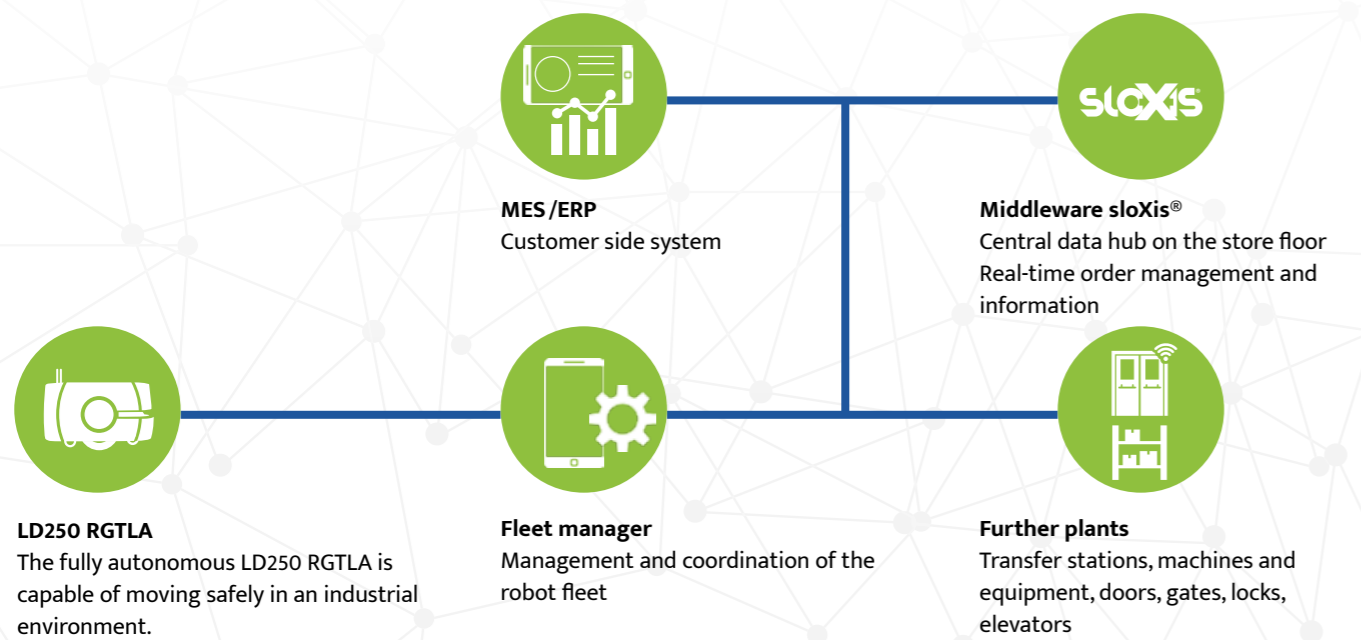 sloXis
MES/ERP
Customer side system
Middleware sloXis®
Central data hub on the store floor
Real-time order management and
information
LD250 RGTLA
The fully autonomous LD250 RGTLA is
capable of moving safely in an industrial
environment.
Fleet manager
Management and coordination of the
robot fleet
Further plants
Transfer stations, machines and
equipment, doors, gates, locks,
elevators